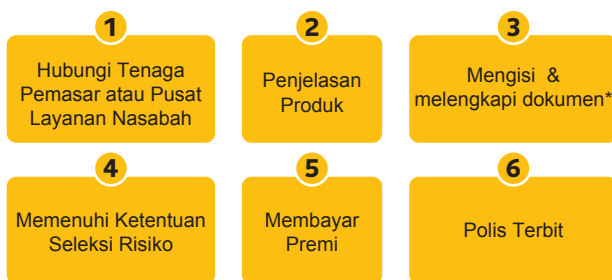 1
Hubungi Tenaga
Pemasar atau Pusat
Layanan Nasabah
2
Penjelasan
Produk
3
Mengisi &
melengkapi dokumen*
4
Memenuhi Ketentuan
Seleksi Risiko
5
Membayar
Premi
6
Polis Terbit